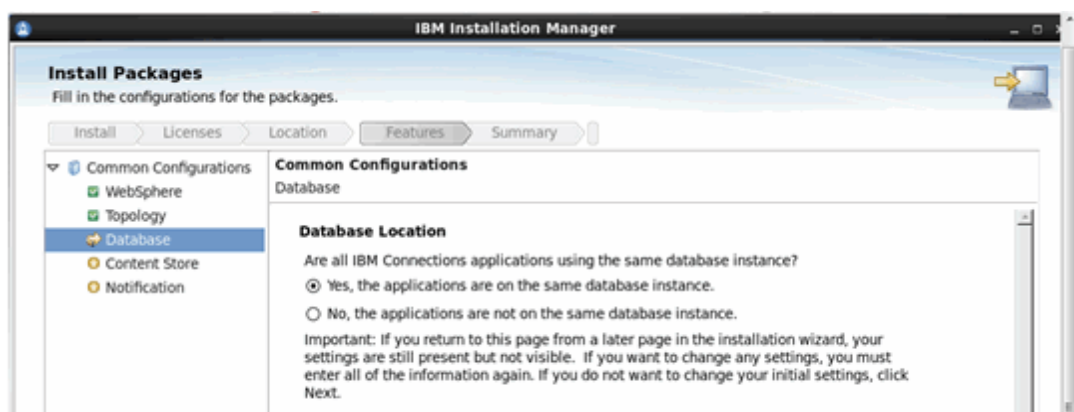 IBM Installation Manager
Install Packages
Fill in the configurations for the packages.
Install Licenses Location Features Summary
Common Configurations
WebSphere
Topology
Database
Content Store
Notification
Common Configurations
Database
Database Location
Are all IBM Connections applications using the same database instance?
Yes, the applications are on the same database instance.
No, the applications are not on the same database instance.
Important: If you return to this page from a later page in the installation wizard, your
settings are still present but not visible. If you want to change any settings, you must
enter all of the information again. If you do not want to change your initial settings, click
Next.